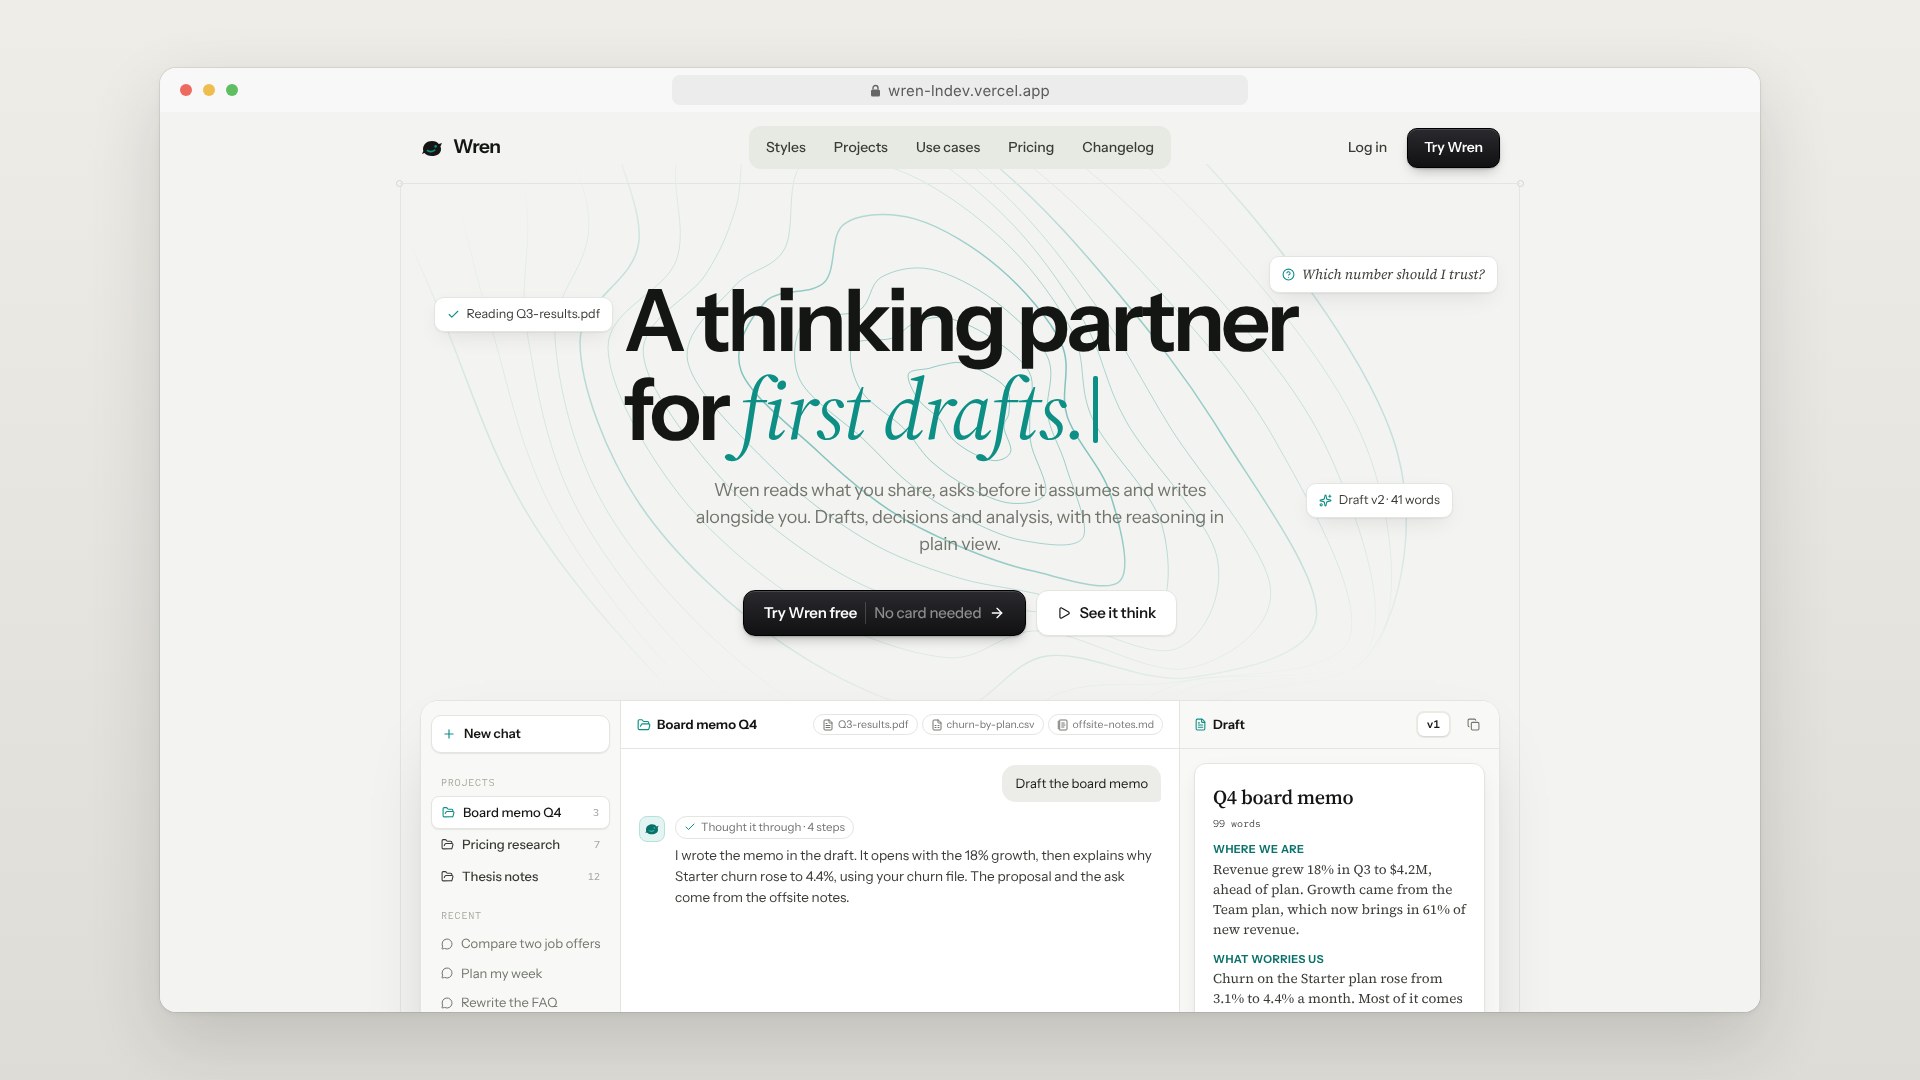 wren-lndev.vercel.app
Wren
Styles
Projects
Use cases
Pricing
Changelog
Log in
Try Wren
Which number should I trust?
Reading Q3-results.pdf
A thinking partner
for first drafts.
Wren reads what you share, asks before it assumes and writes
alongside you. Drafts, decisions and analysis, with the reasoning in
plain view.
Draft v2 · 41 words
Try Wren free
No card needed
See it think
New chat
PROJECTS
Board memo Q4 3
Pricing research 7
Thesis notes 12
RECENT
Compare two job offers
Plan my week
Rewrite the FAQ
Board memo Q4
Q3-results.pdf
churn-by-plan.csv
offsite-notes.md
Draft the board memo
Thought it through · 4 steps
I wrote the memo in the draft. It opens with the 18% growth, then explains why
Starter churn rose to 4.4%, using your churn file. The proposal and the ask
come from the offsite notes.
Draft
v1
Q4 board memo
99 words
WHERE WE ARE
Revenue grew 18% in Q3 to $4.2M,
ahead of plan. Growth came from the
Team plan, which now brings in 61% of
new revenue.
WHAT WORRIES US
Churn on the Starter plan rose from
3.1% to 4.4% a month. Most of it comes